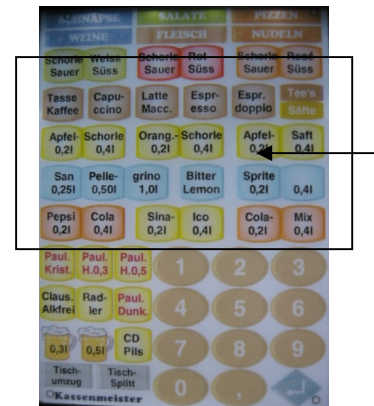 SCHNÄPSE SALATE PIZZEN
WEINE FLEISCH NUDELN
Schorle Weiss Schorle Rot Schorle Rosé
Sauer Süss Sauer Süss Sauer Süss
Tasse Capu- Latte Espr- Espr. Tee's
Kaffee ccino Macc. esso doppio Säfte
Apfel- Schorle Orang.- Schorle Apfel- Saft
0,2l 0,4l 0,2l 0,4l 0,2l 0,4l
San Pelle- grino Bitter Sprite
0,25l 0,50l 1,0l Lemon 0,2l 0,4l
Pepsi Cola Sina- lco Cola- Mix
0,2l 0,4l 0,2l 0,4l 0,2l 0,4l
Paul. Paul. Paul. 1 2 3
Krist. H.0,3 H.0,5
Claus. Rad- Paul. 4 5 6
Alkfrei ler Dunk.
0,3l 0,5l CD Pils 7 8 9
Tisch- Tisch-
umzug Splitt 0 ,
Kassenmeister